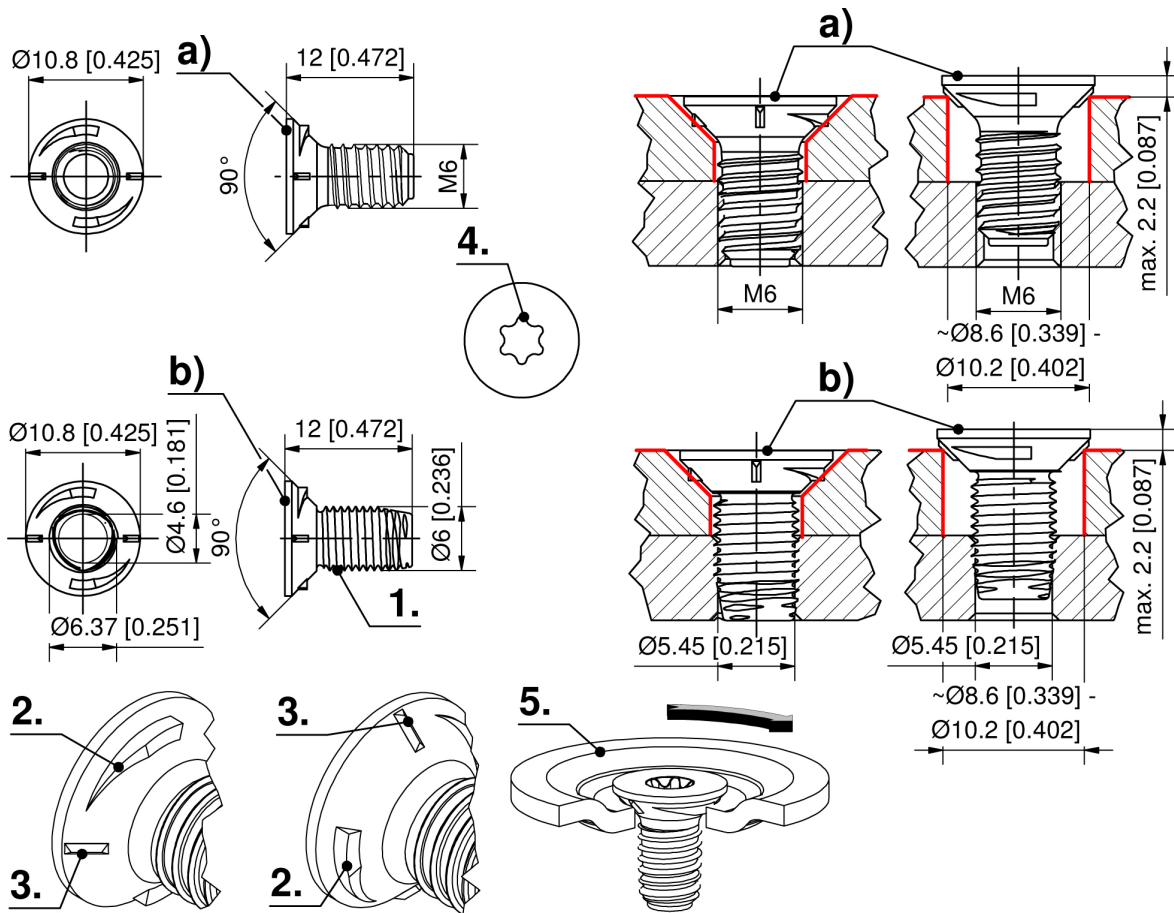 a)
Ø10.8 [0.425]
12 [0.472]
90°
M6
4.
a)
M6
M6
max. 2.2 [0.087]
~Ø8.6 [0.339] -
Ø10.2 [0.402]
b)
Ø10.8 [0.425]
12 [0.472]
Ø4.6 [0.181]
90°
Ø6 [0.236]
Ø6.37 [0.251]
1.
b)
max. 2.2 [0.087]
Ø5.45 [0.215]
Ø5.45 [0.215]
~Ø8.6 [0.339] -
Ø10.2 [0.402]
2.
3.
3.
2.
5.